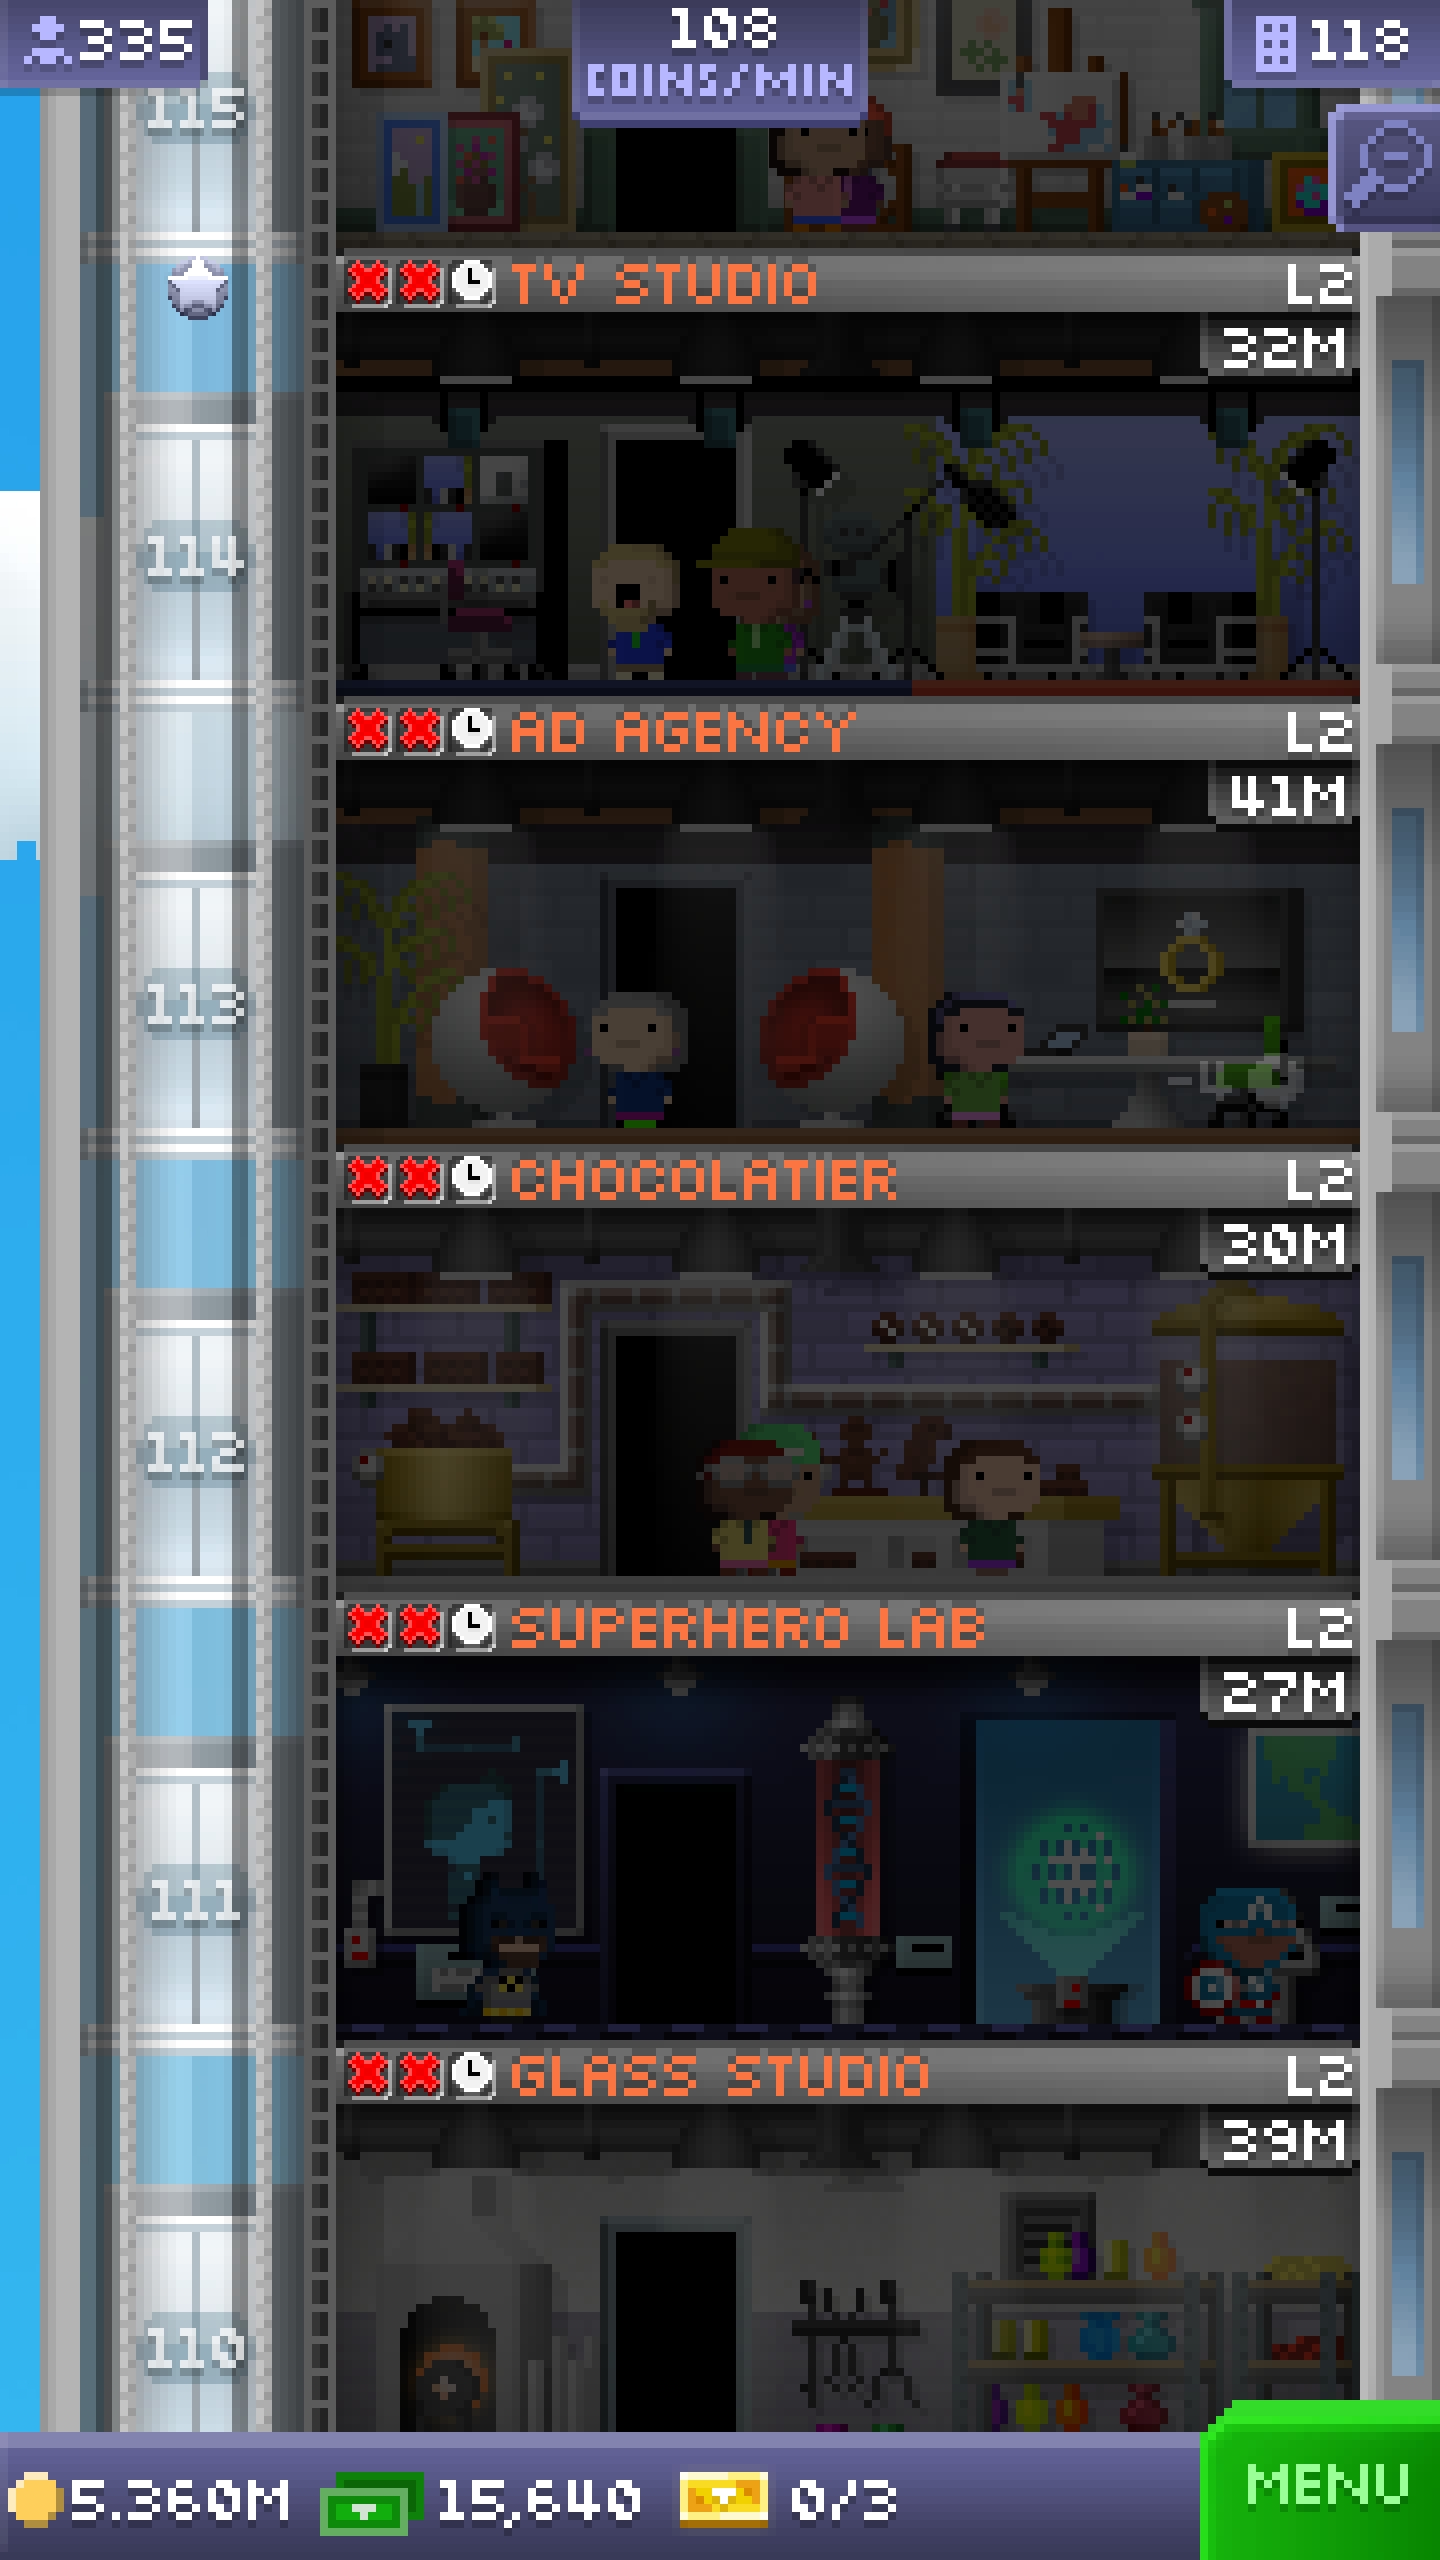 335
108
COINS/MIN
118
115
TV STUDIO L2
32M
114
AD AGENCY L2
41M
113
CHOCOLATIER L2
30M
112
SUPERHERO LAB L2
27M
111
GLASS STUDIO L2
39M
110
5.360M 15,640 0/3
MENU